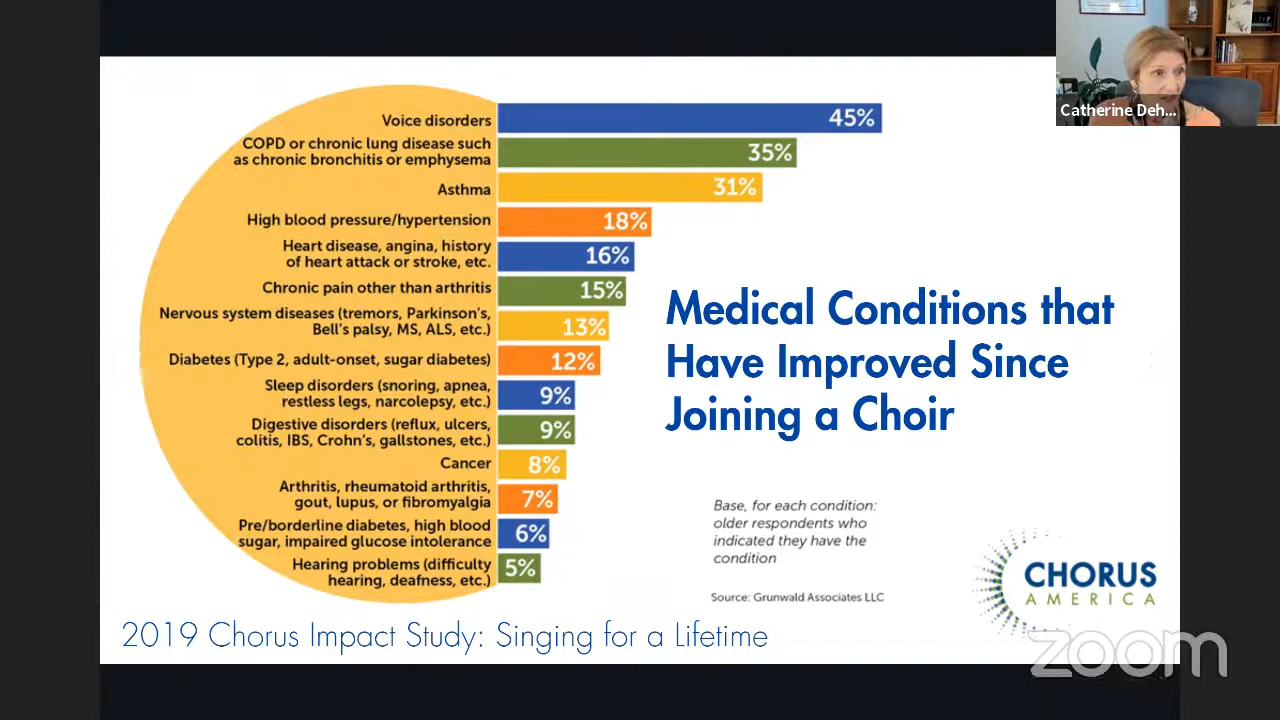 Voice disorders
45%
COPD or chronic lung disease such
as chronic bronchitis or emphysema
35%
Asthma
31%
High blood pressure/hypertension
18%
Heart disease, angina, history
of heart attack or stroke, etc.
16%
Chronic pain other than arthritis
15%
Nervous system diseases (tremors, Parkinson's,
Bell's palsy, MS, ALS, etc.)
13%
Diabetes (Type 2, adult-onset, sugar diabetes)
12%
Sleep disorders (snoring, apnea,
restless legs, narcolepsy, etc.)
9%
Digestive disorders (reflux, ulcers,
colitis, IBS, Crohn's, gallstones, etc.)
9%
Cancer
8%
Arthritis, rheumatoid arthritis,
gout, lupus, or fibromyalgia
7%
Pre/borderline diabetes, high blood
sugar, impaired glucose intolerance
6%
Hearing problems (difficulty
hearing, deafness, etc.)
5%
Medical Conditions that
Have Improved Since
Joining a Choir
Base, for each condition:
older respondents who
indicated they have the
condition
Source: Grunwald Associates LLC
CHORUS
AMERICA
2019 Chorus Impact Study: Singing for a Lifetime
Catherine Deh...
zoom